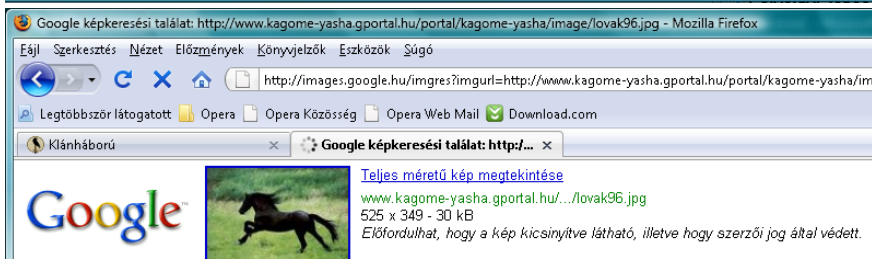 Google képkeresési találat: http://www.kagome-yasha.gportal.hu/portal/kagome-yasha/image/lovak96.jpg - Mozilla Firefox
Fájl Szerkesztés Nézet Előzmények Könyvjelzők Eszközök Súgó
http://images.google.hu/imgres?imgurl=http://www.kagome-yasha.gportal.hu/portal/kagome-yasha/im
Legtöbbször látogatott Opera Opera Közösség Opera Web Mail Download.com
Klánháború Google képkeresési találat: http:/...
Google™
Teljes méretű kép megtekintése
www.kagome-yasha.gportal.hu/.../lovak96.jpg
525 x 349 - 30 kB
Előfordulhat, hogy a kép kicsinyítve látható, illetve hogy szerzői jog által védett.